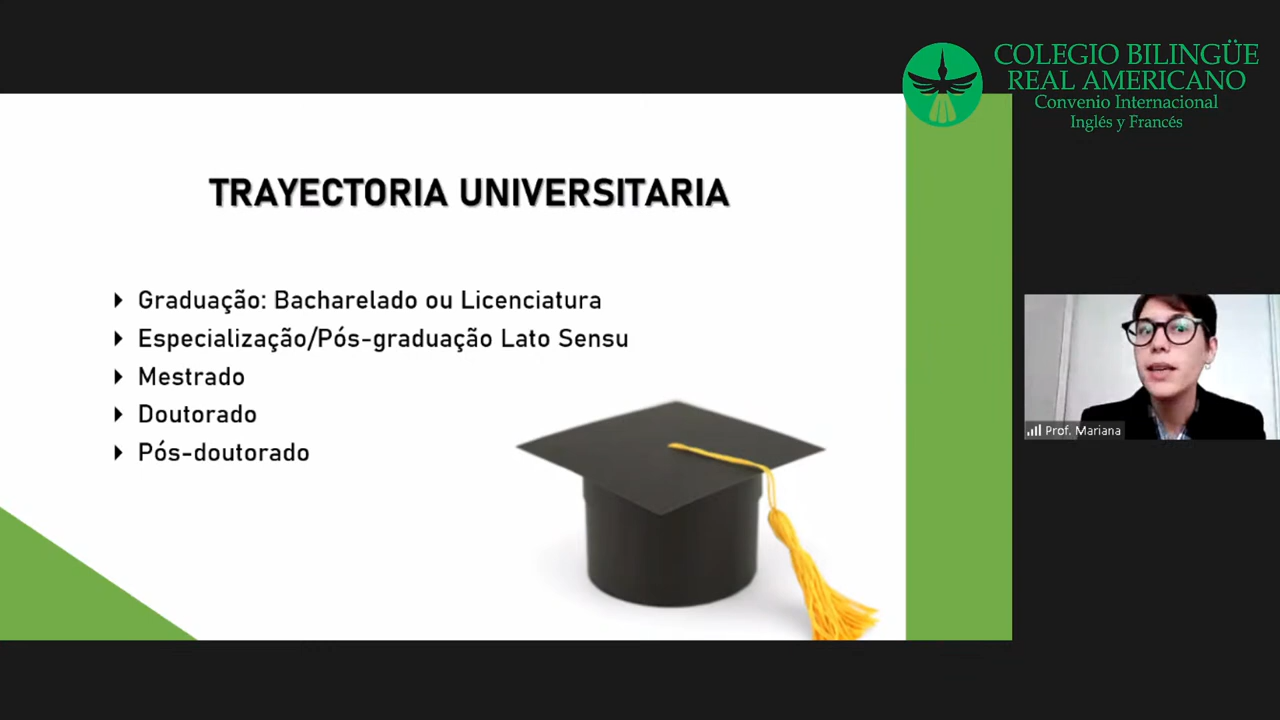 COLEGIO BILINGÜE
REAL AMERICANO
Convenio Internacional
Inglés y Francés
TRAYECTORIA UNIVERSITARIA
Graduação: Bacharelado ou Licenciatura
Especialização/Pós-graduação Lato Sensu
Mestrado
Doutorado
Pós-doutorado
Prof. Mariana